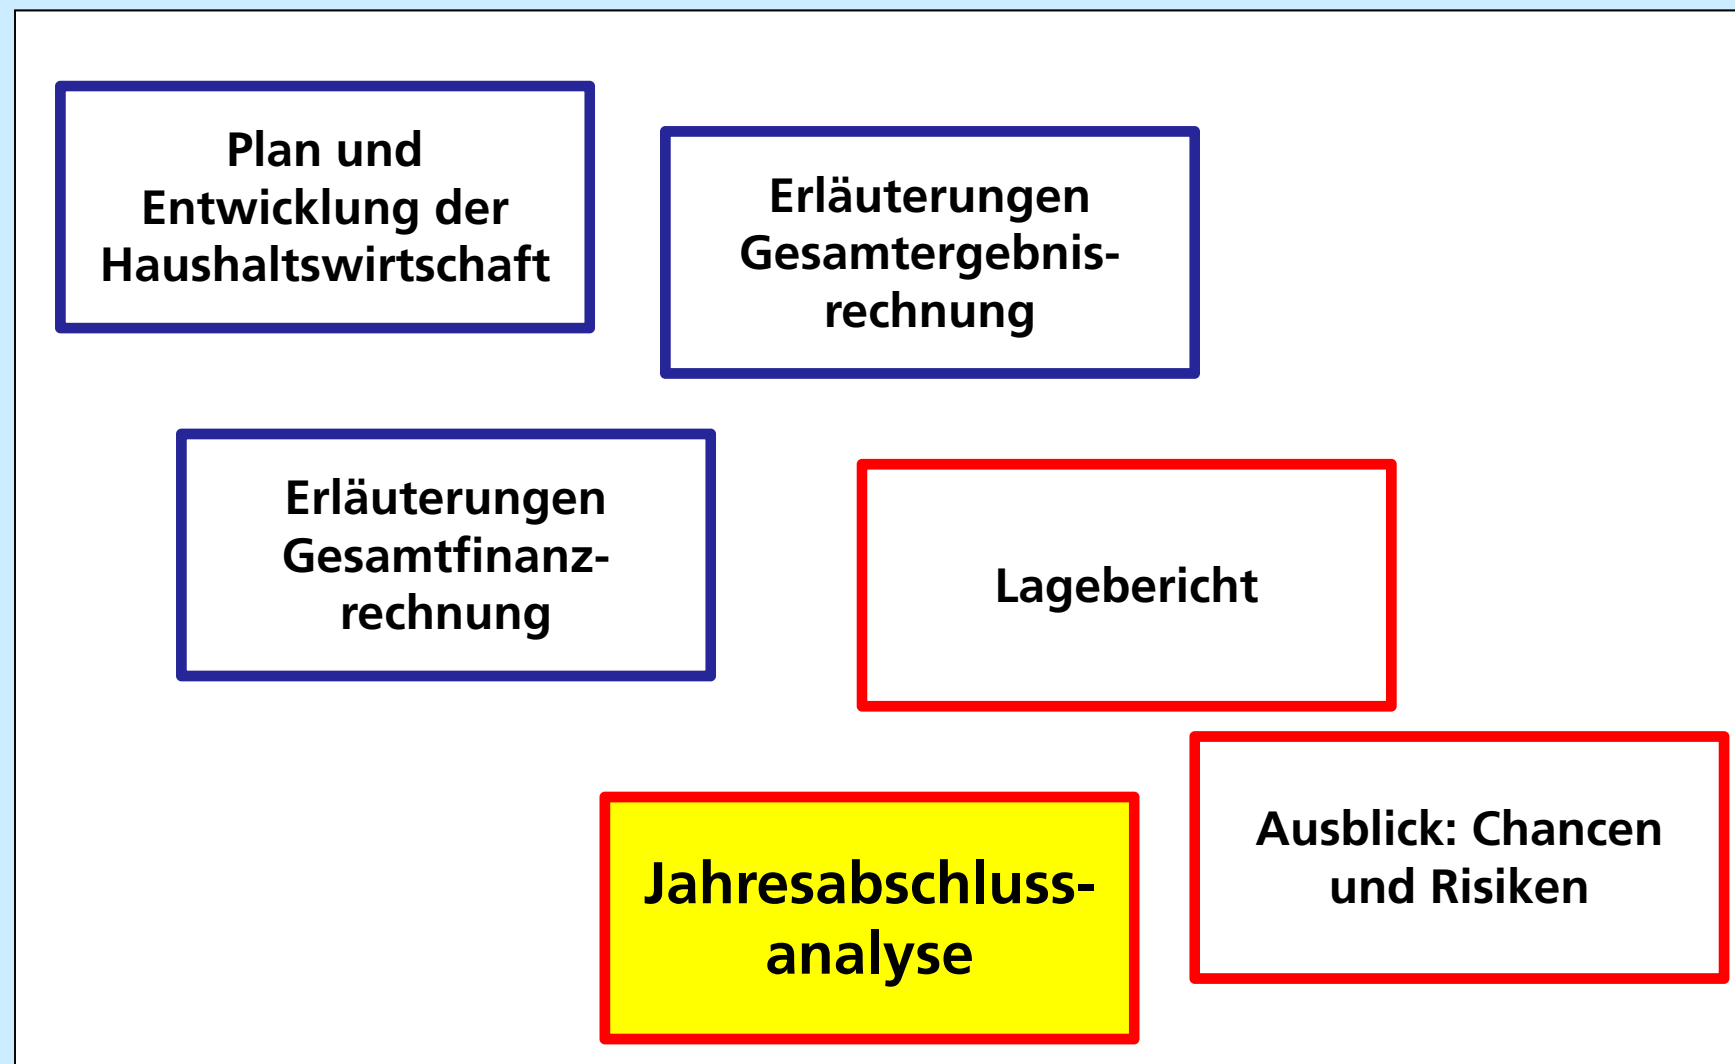 Plan und
Entwicklung der
Haushaltswirtschaft
Erläuterungen
Gesamtergebnis-
rechnung
Erläuterungen
Gesamtfinanz-
rechnung
Lagebericht
Ausblick: Chancen
und Risiken
Jahresabschluss-
analyse